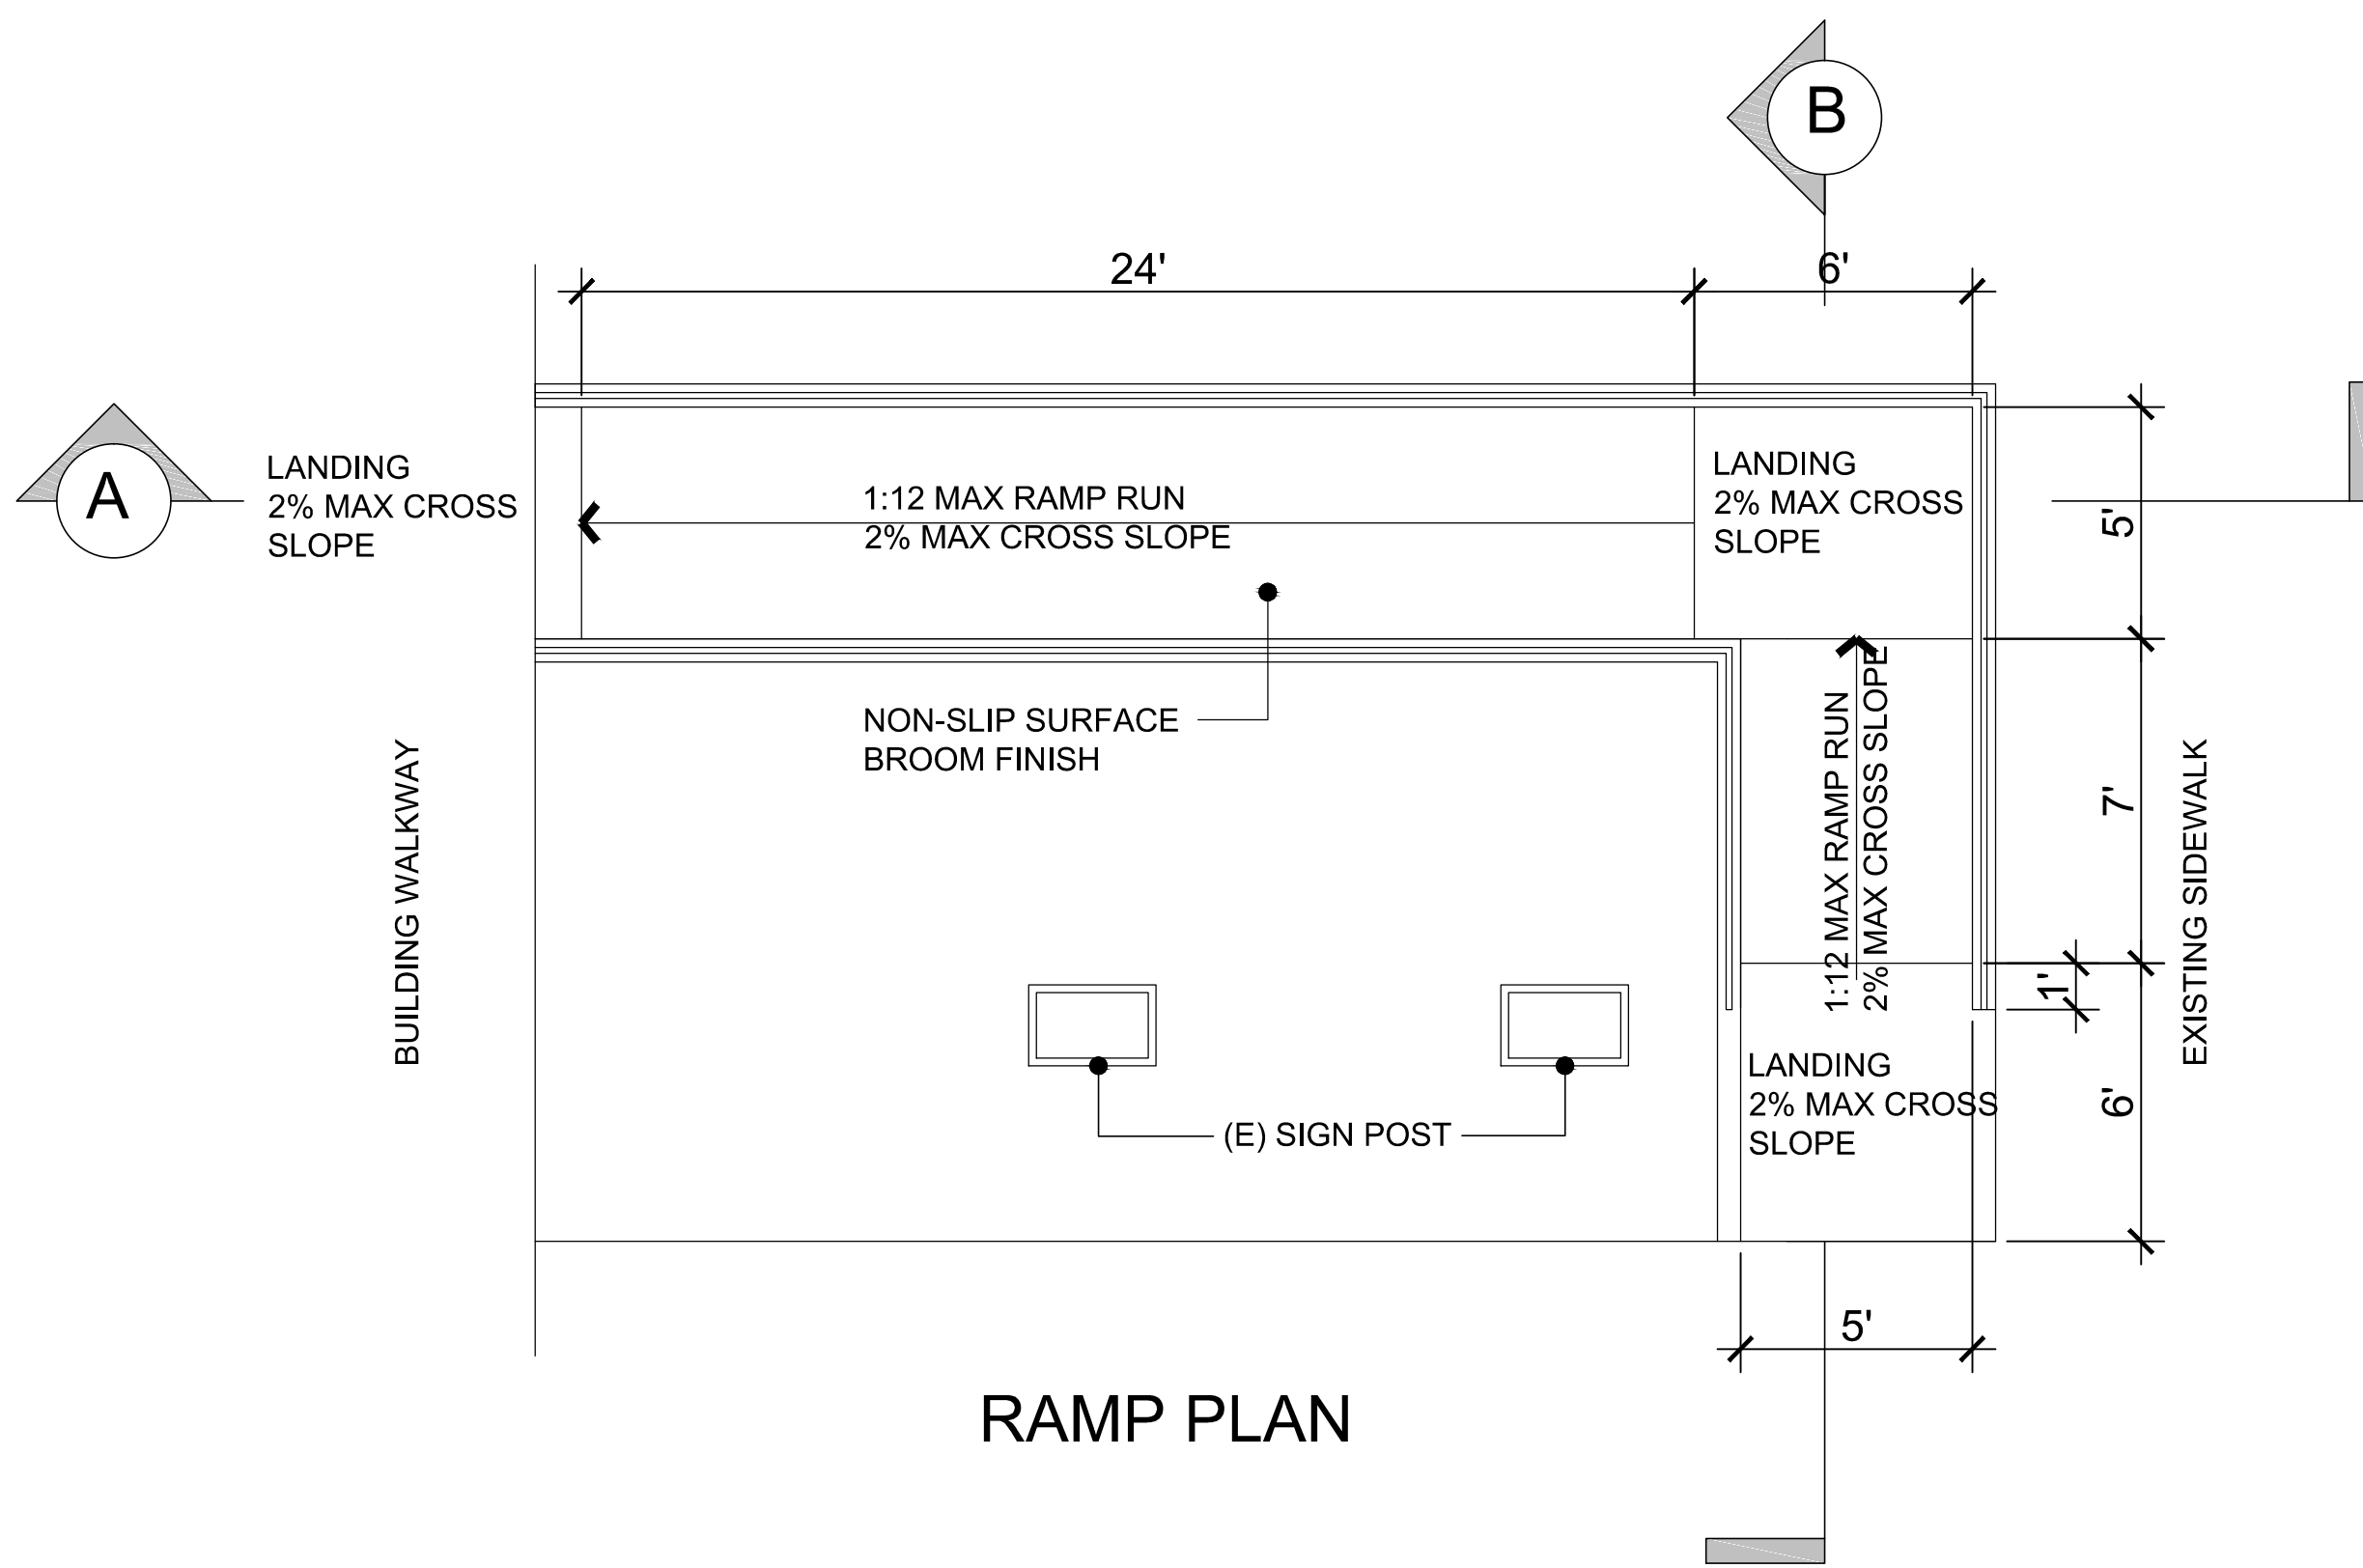 B
24'
6'
A
LANDING
2% MAX CROSS
SLOPE
1:12 MAX RAMP RUN
2% MAX CROSS SLOPE
LANDING
2% MAX CROSS
SLOPE
5'
NON-SLIP SURFACE
BROOM FINISH
BUILDING WALKWAY
1:12 MAX RAMP RUN
2% MAX CROSS SLOPE
7'
EXISTING SIDEWALK
1'
LANDING
2% MAX CROSS
SLOPE
6'
(E) SIGN POST
5'
RAMP PLAN